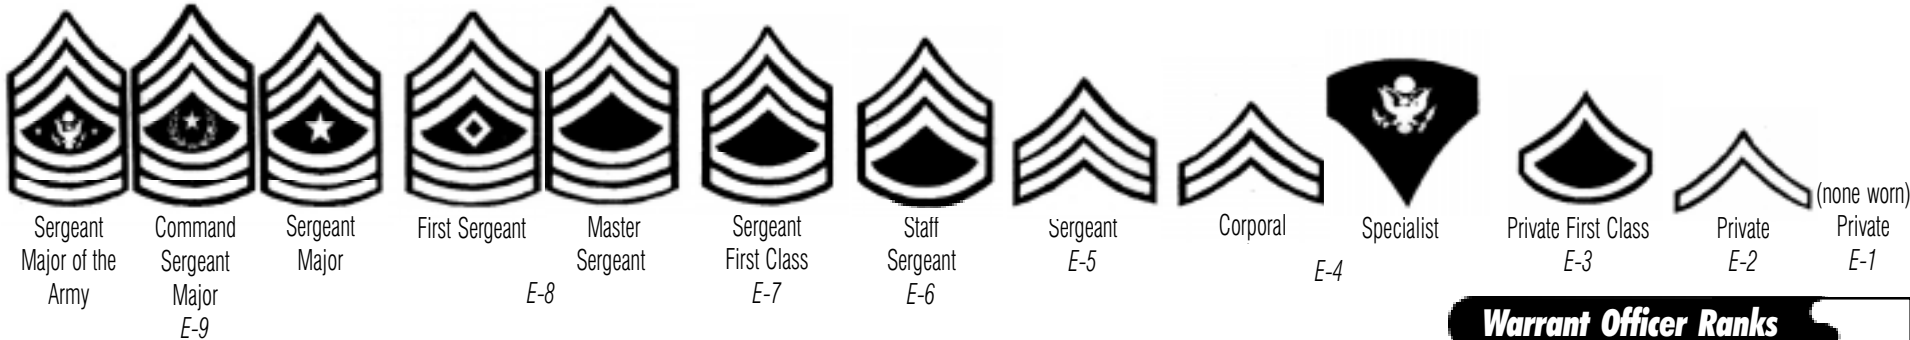 Sergeant
Major of the
Army
Command
Sergeant
Major
E-9
Sergeant
Major
First Sergeant
Master
Sergeant
E-8
Sergeant
First Class
E-7
Staff
Sergeant
E-6
Sergeant
E-5
Corporal
Specialist
E-4
Private First Class
E-3
Private
E-2
(none worn)
Private
E-1
Warrant Officer Ranks